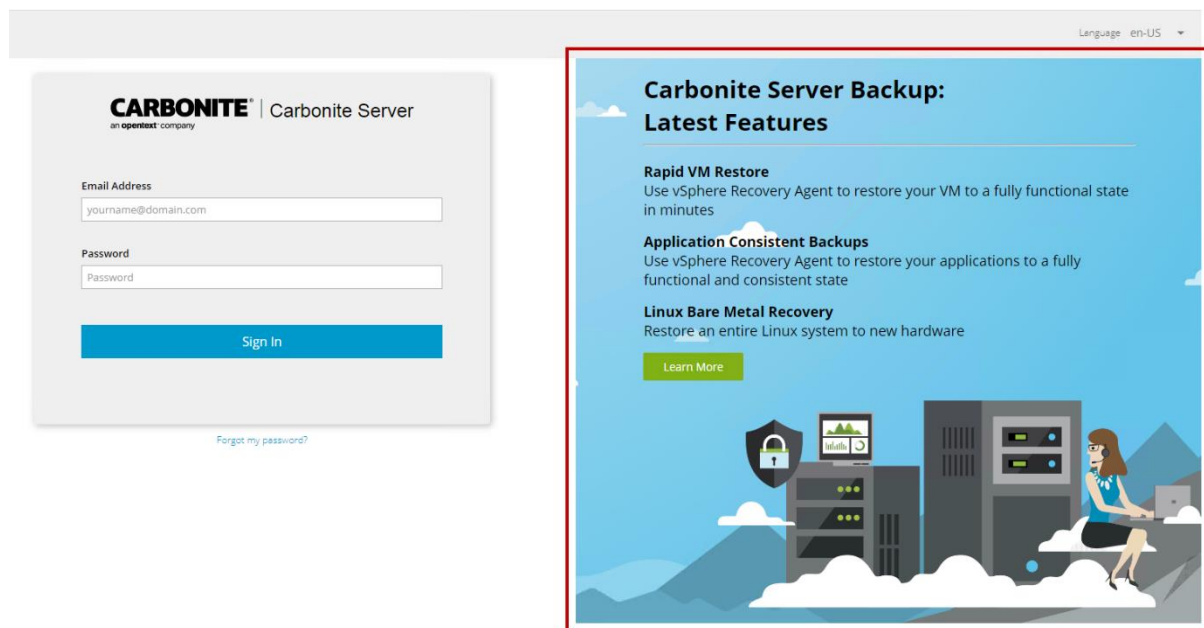 Language en-US
CARBONITE® | Carbonite Server
an opentext™ company
Email Address
yourname@domain.com
Password
Password
Sign In
Forgot my password?
Carbonite Server Backup:
Latest Features
Rapid VM Restore
Use vSphere Recovery Agent to restore your VM to a fully functional state
in minutes
Application Consistent Backups
Use vSphere Recovery Agent to restore your applications to a fully
functional and consistent state
Linux Bare Metal Recovery
Restore an entire Linux system to new hardware
Learn More